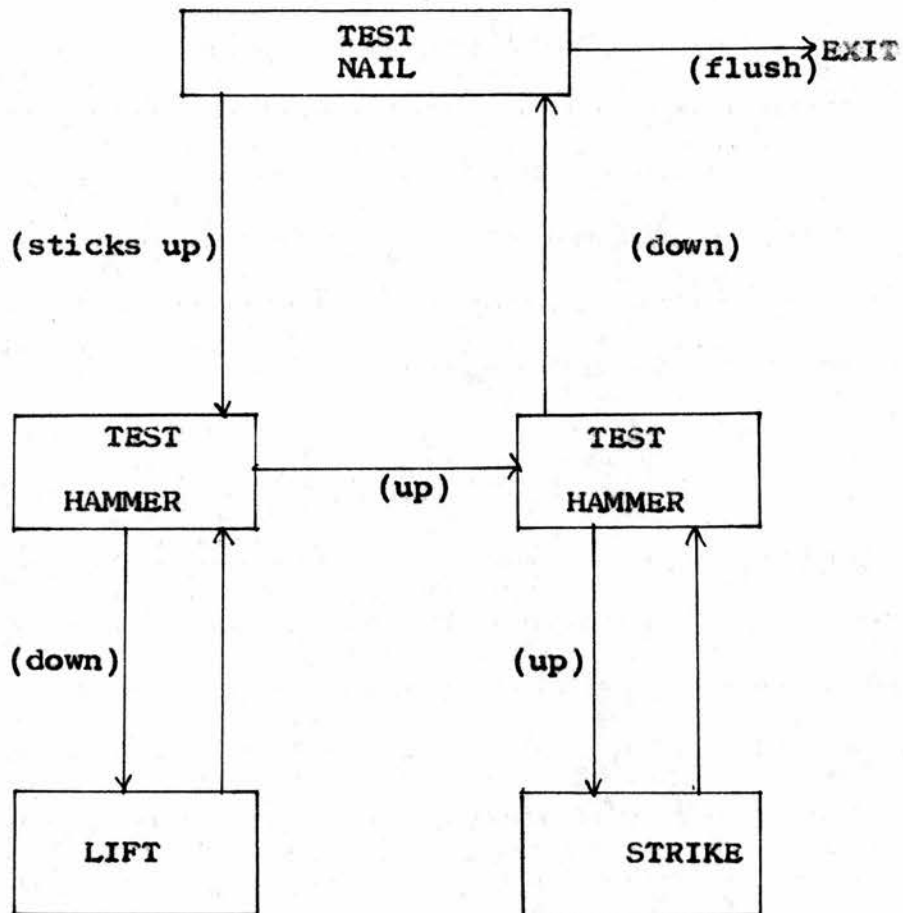 TEST
NAIL
(flush)
EXIT
(sticks up)
(down)
TEST
HAMMER
(up)
TEST
HAMMER
(down)
(up)
LIFT
STRIKE